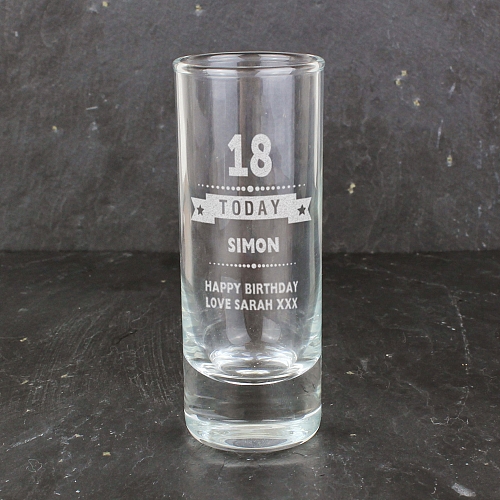 18
TODAY
SIMON
HAPPY BIRTHDAY
LOVE SARAH XXX